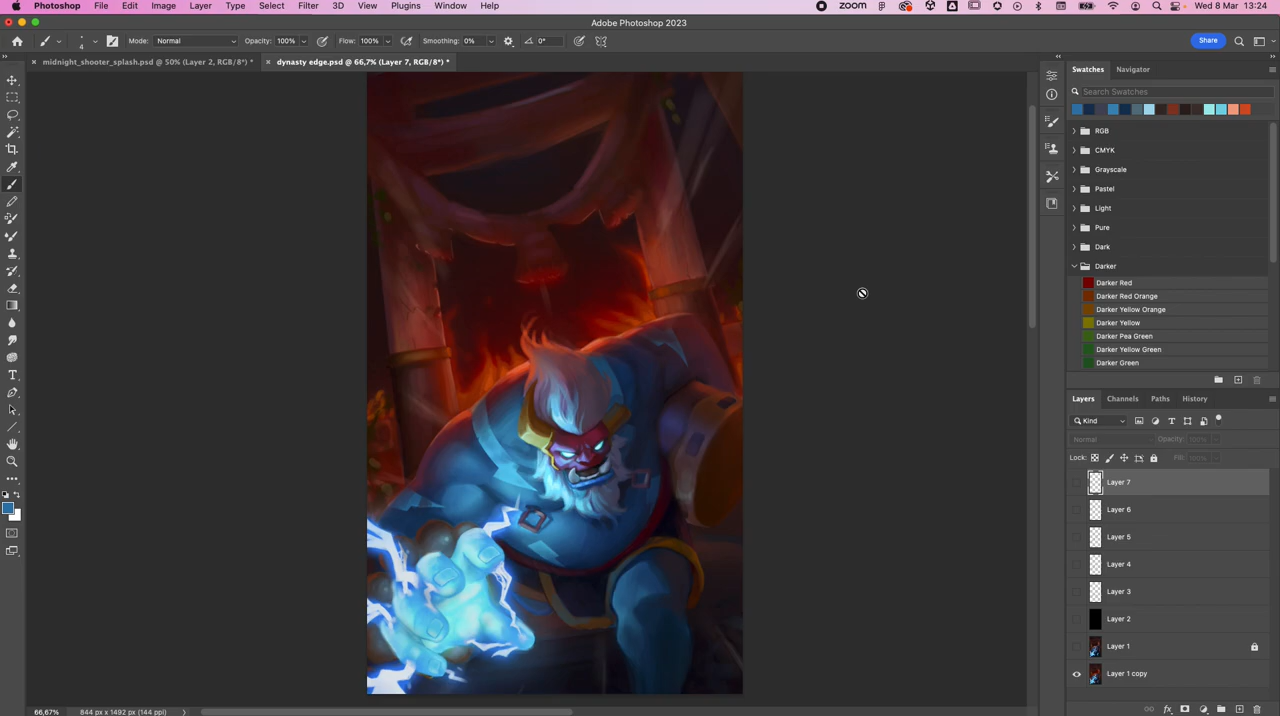 Photoshop File Edit Image Layer Type Select Filter 3D View Plugins Window Help zoom Wed 8 Mar 13:24
Adobe Photoshop 2023
4 Mode: Normal Opacity: 100% Flow: 100% Smoothing: 0% 0° Share
midnight_shooter_splash.psd @ 50% (Layer 2, RGB/8*) * dynasty edge.psd @ 66,7% (Layer 7, RGB/8*) *
Swatches Navigator
Search Swatches
RGB
CMYK
Grayscale
Pastel
Light
Pure
Dark
Darker
Darker Red
Darker Red Orange
Darker Yellow Orange
Darker Yellow
Darker Pea Green
Darker Yellow Green
Darker Green
Layers Channels Paths History
Kind
Normal Opacity: 100%
Lock: Fill: 100%
Layer 7
Layer 6
Layer 5
Layer 4
Layer 3
Layer 2
Layer 1
Layer 1 copy
66,67% 844 px x 1492 px (144 ppi)